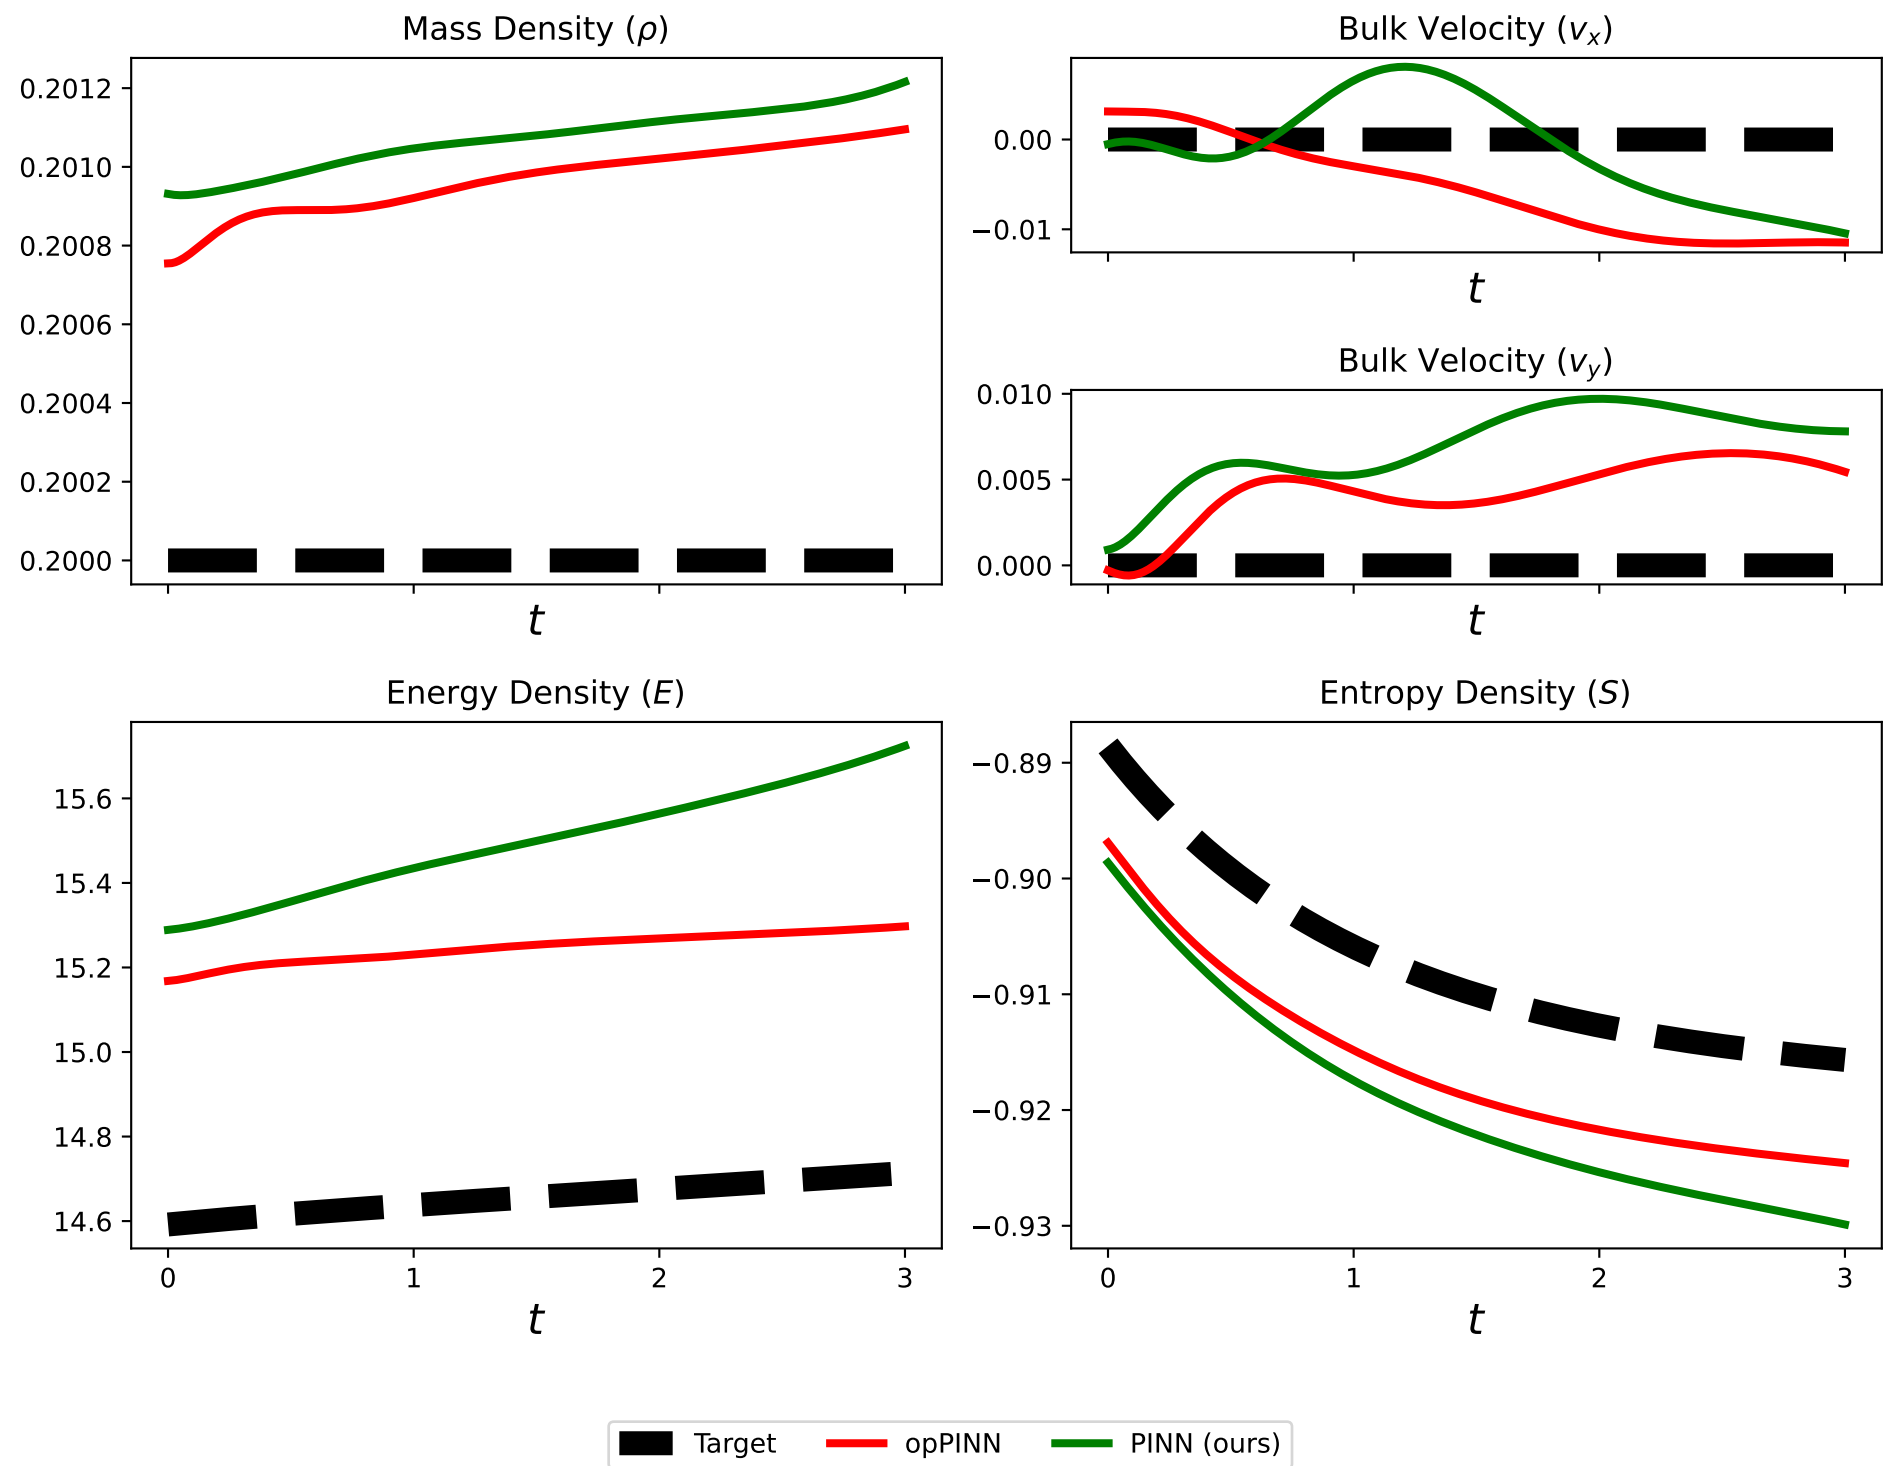 Mass Density (ρ)
0.2012
0.2010
0.2008
0.2006
0.2004
0.2002
0.2000
t
Bulk Velocity (vₓ)
0.00
−0.01
t
Bulk Velocity (v_y)
0.010
0.005
0.000
t
Energy Density (E)
15.6
15.4
15.2
15.0
14.8
14.6
0 1 2 3
t
Entropy Density (S)
−0.89
−0.90
−0.91
−0.92
−0.93
0 1 2 3
t
Target opPINN PINN (ours)